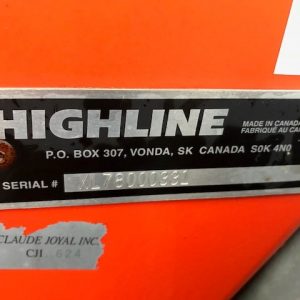 HIGHLINE
MADE IN CANADA
FABRIQUÉ AU CANADA
P.O. BOX 307, VONDA, SK CANADA S0K 4N0
SERIAL #
CLAUDE JOYAL INC.
CJ1 624